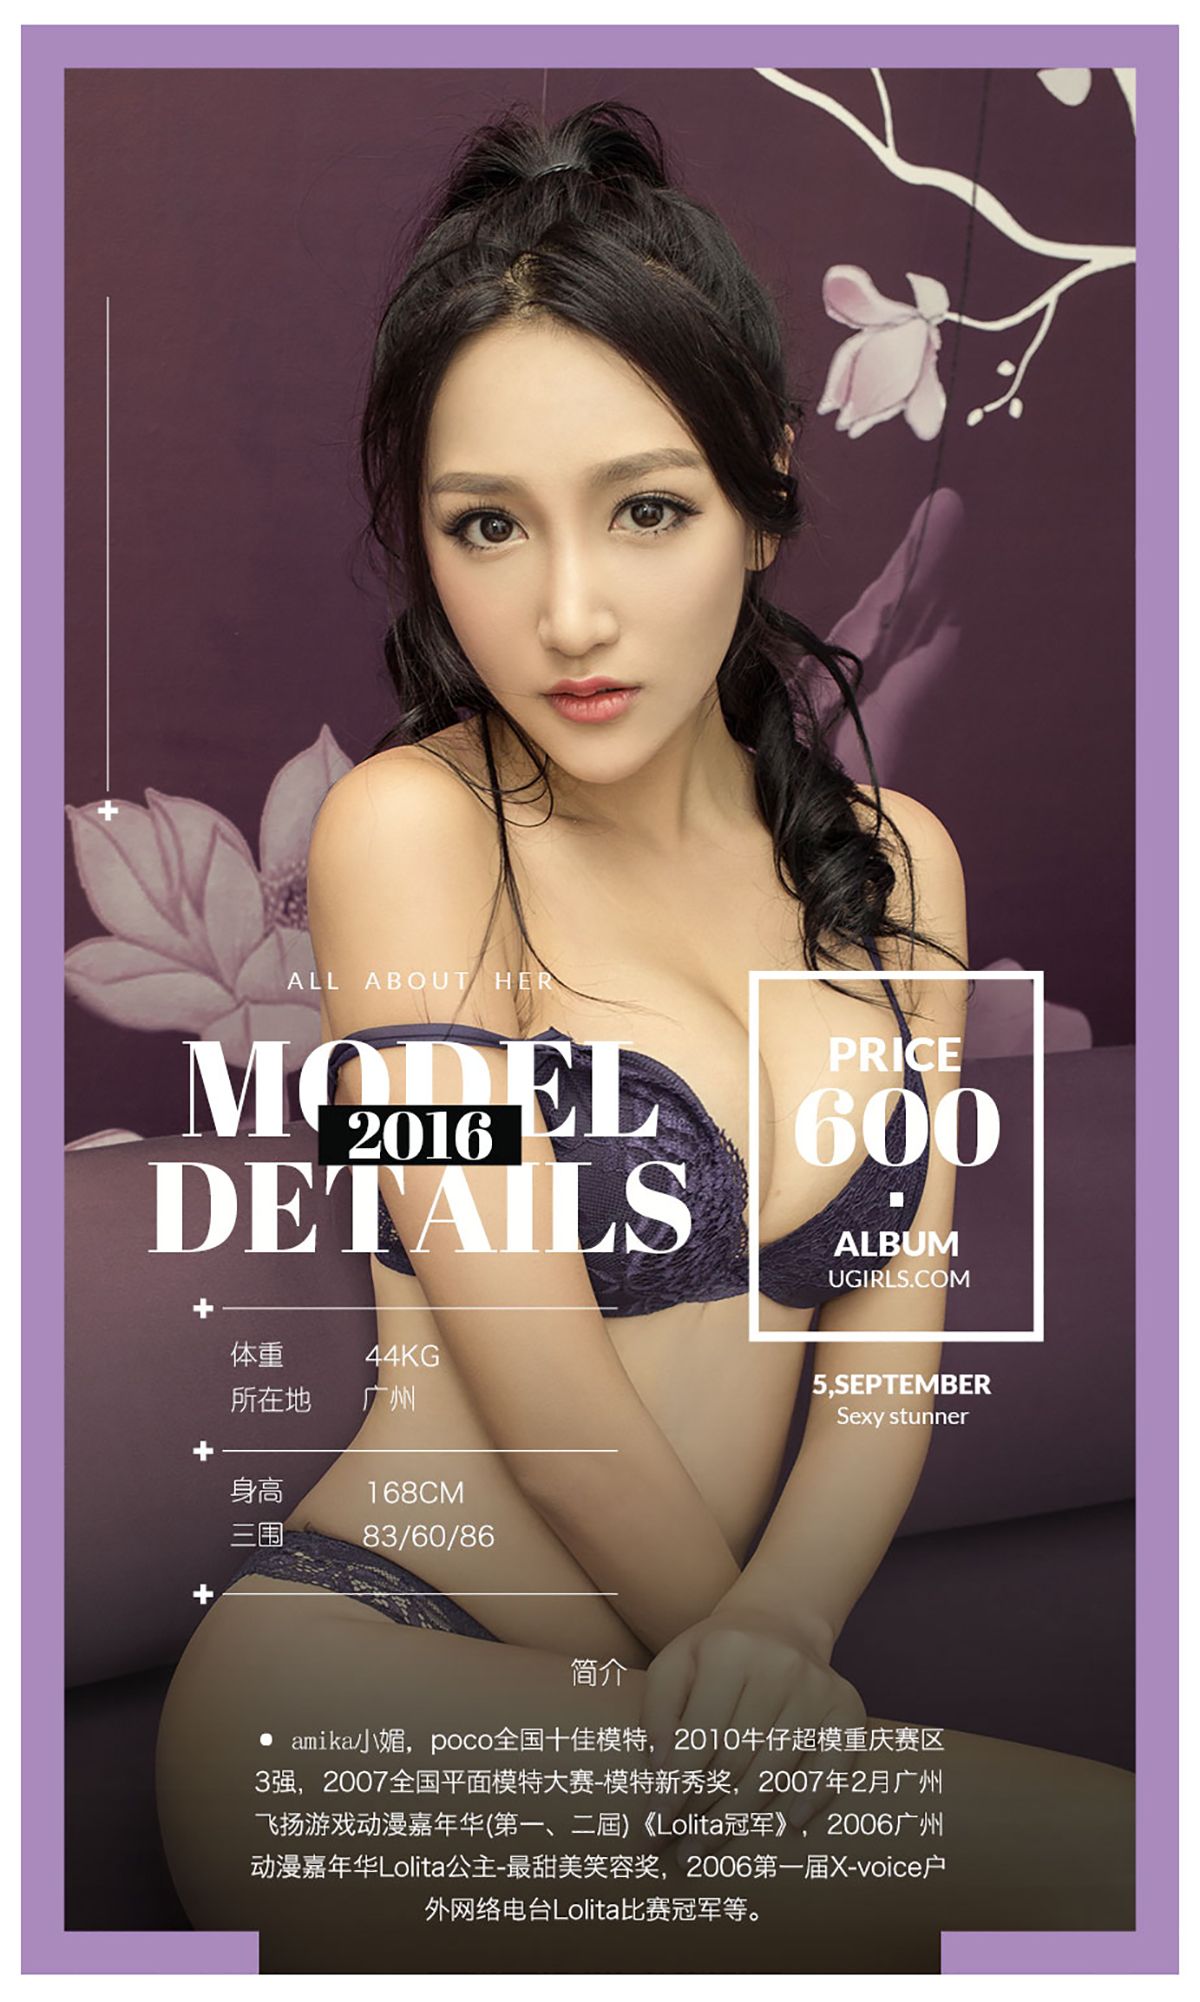 ALL ABOUT HER
MODEL
2016
DETAILS
PRICE
600
ALBUM
UGIRLS.COM
5,SEPTEMBER
Sexy stunner
体重 44KG
所在地 广州
身高 168CM
三围 83/60/86
简介
● amika小媚，poco全国十佳模特，2010牛仔超模重庆赛区
3强，2007全国平面模特大赛-模特新秀奖，2007年2月广州
飞扬游戏动漫嘉年华(第一、二届)《Lolita冠军》，2006广州
动漫嘉年华Lolita公主-最甜美笑容奖，2006第一届X-voice户
外网络电台Lolita比赛冠军等。